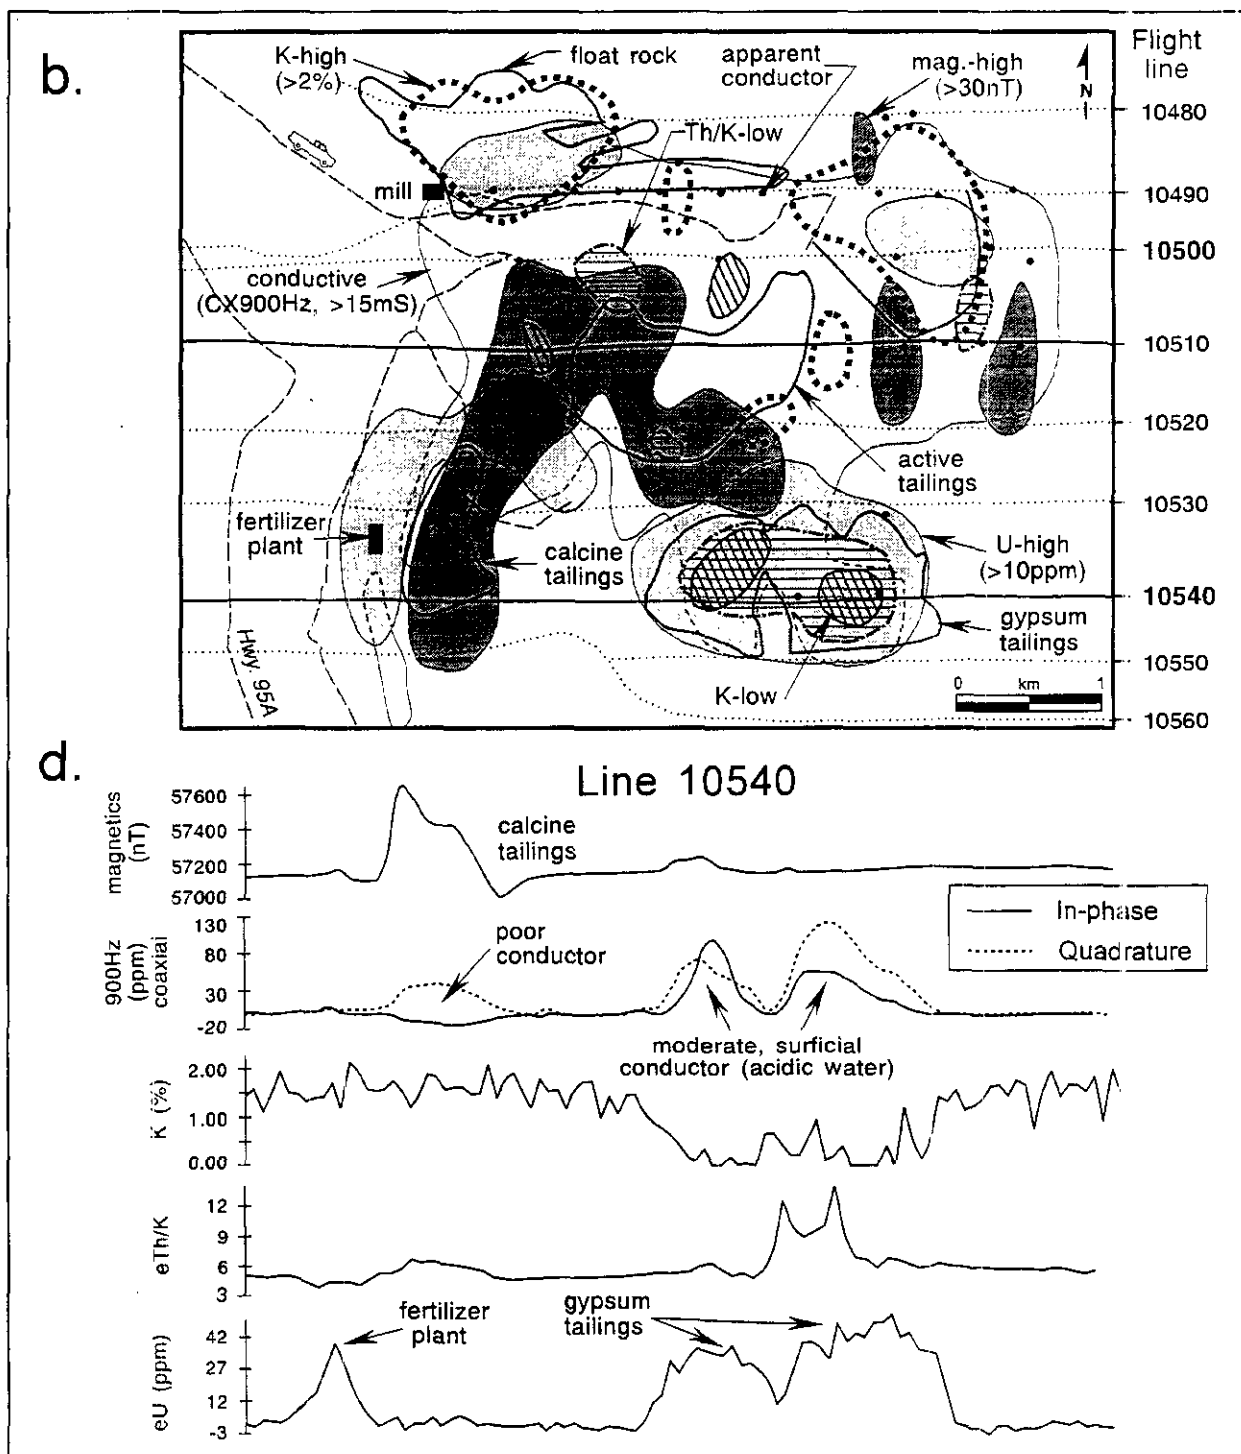 b.
K-high
(>2%)
float rock
apparent
conductor
mag.-high
(>30nT)
N
Flight
line
Th/K-low
mill
conductive
(CX900Hz, >15mS)
10480
10490
10500
10510
10520
10530
10540
10550
10560
active
tailings
fertilizer
plant
calcine
tailings
U-high
(>10ppm)
gypsum
tailings
K-low
Hwy. 95A
0 km 1
d.
Line 10540
magnetics
(nT)
57600
57400
57200
57000
calcine
tailings
In-phase
Quadrature
900Hz
(ppm)
coaxial
130
80
30
-20
poor
conductor
moderate, surficial
conductor (acidic water)
K (%)
2.00
1.00
0.00
eTh/K
12
9
6
3
eU (ppm)
42
27
12
-3
fertilizer
plant
gypsum
tailings